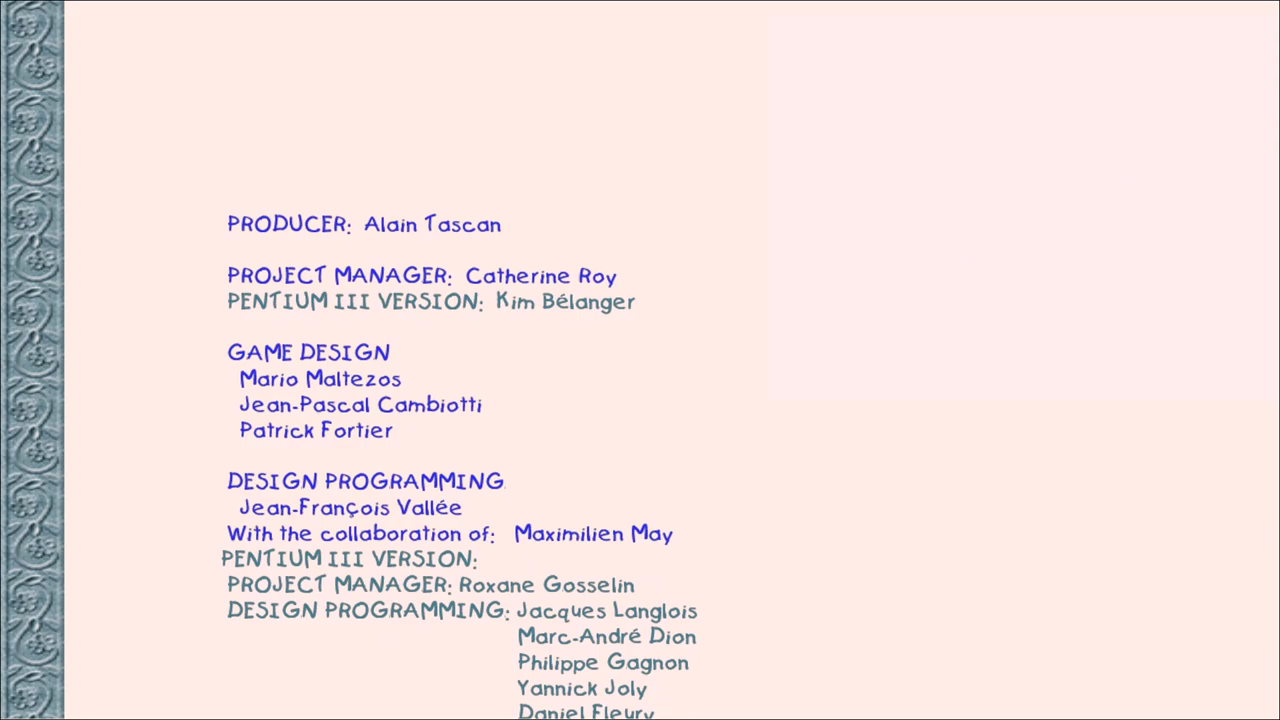 PRODUCER: Alain Tascan
PROJECT MANAGER: Catherine Roy
PENTIUM III VERSION: Kim Bélanger
GAME DESIGN
Mario Maltezos
Jean-Pascal Cambiotti
Patrick Fortier
DESIGN PROGRAMMING
Jean-François Vallée
With the collaboration of: Maximilien May
PENTIUM III VERSION:
PROJECT MANAGER: Roxane Gosselin
DESIGN PROGRAMMING: Jacques Langlois
Marc-André Dion
Philippe Gagnon
Yannick Joly
Daniel Fleury